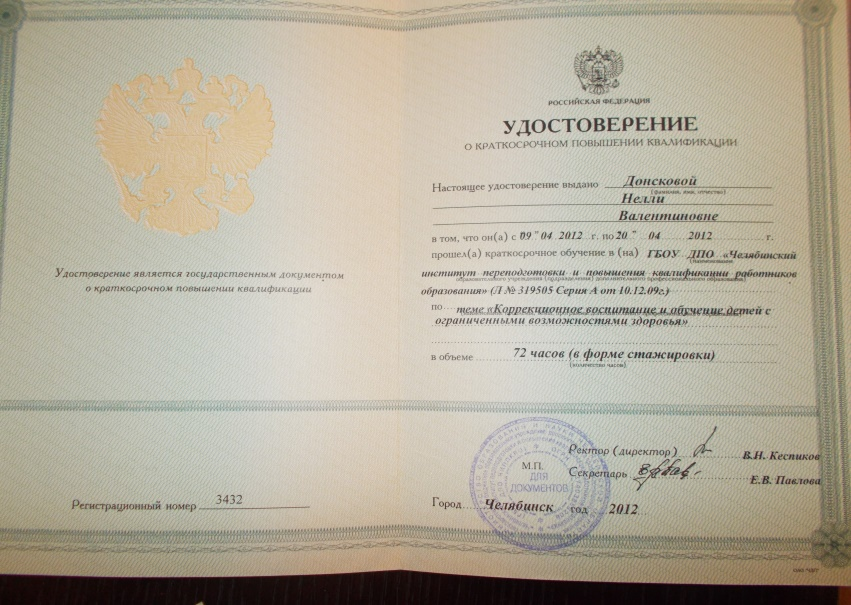 Удостоверение является государственным документом
о краткосрочном повышении квалификации
Регистрационный номер 3432
РОССИЙСКАЯ ФЕДЕРАЦИЯ
УДОСТОВЕРЕНИЕ
О КРАТКОСРОЧНОМ ПОВЫШЕНИИ КВАЛИФИКАЦИИ
Настоящее удостоверение выдано Донсковой
(фамилия, имя, отчество)
Нелли
Валентиновне
в том, что он(а) с 09 " 04 2012 г. по 20 " 04 2012 г.
прошел(а) краткосрочное обучение в (на) ГБОУ ДПО «Челябинский
(наименование
институт переподготовки и повышения квалификации работников
образовательного учреждения (подразделения) дополнительного профессионального образования)
образования» (Л № 319505 Серия А от 10.12.09г.)
по теме «Коррекционное воспитание и обучение детей с
ограниченными возможностями здоровья»
в объеме 72 часов (в форме стажировки)
(количество часов)
Ректор (директор) В.Н. Кеспиков
М.П.
Секретарь Е.В. Павлова
ДЛЯ
ДОКУМЕНТОВ
Город Челябинск год 2012